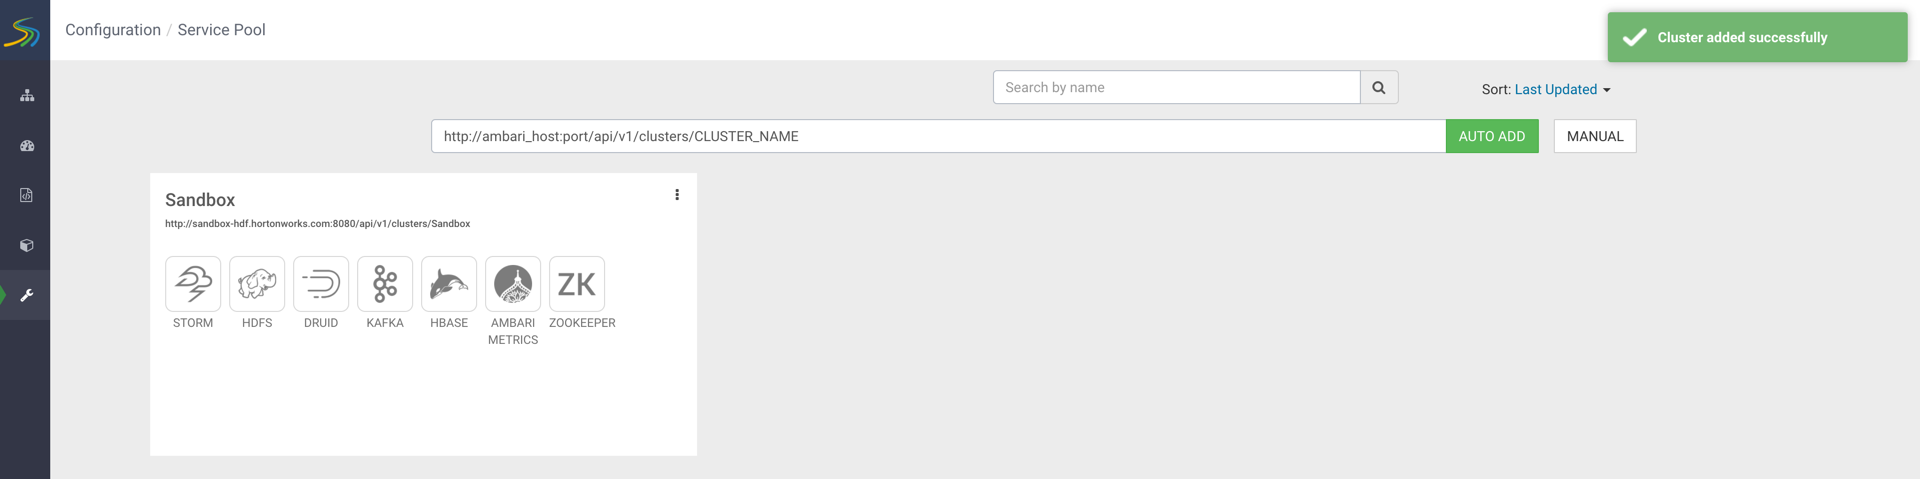 Configuration / Service Pool
Cluster added successfully
Search by name
Sort: Last Updated
http://ambari_host:port/api/v1/clusters/CLUSTER_NAME
AUTO ADD
MANUAL
Sandbox
http://sandbox-hdf.hortonworks.com:8080/api/v1/clusters/Sandbox
ZK
STORM
HDFS
DRUID
KAFKA
HBASE
AMBARI
METRICS
ZOOKEEPER